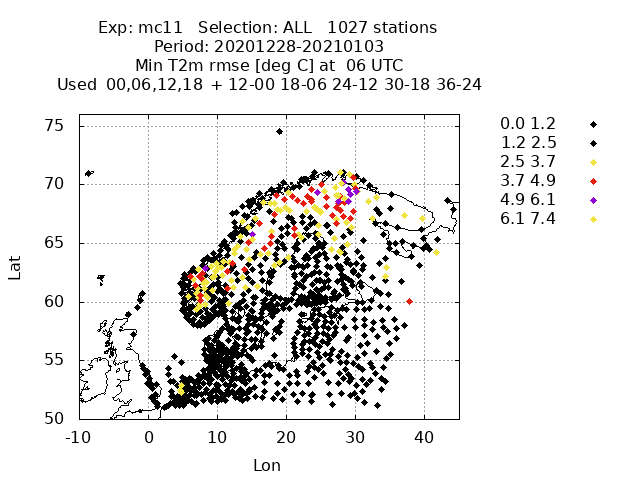 Exp: mc11 Selection: ALL 1027 stations
Period: 20201228-20210103
Min T2m rmse [deg C] at 06 UTC
Used 00,06,12,18 + 12-00 18-06 24-12 30-18 36-24
0.0 1.2
1.2 2.5
2.5 3.7
3.7 4.9
4.9 6.1
6.1 7.4
75
70
65
60
55
50
Lat
-10 0 10 20 30 40
Lon